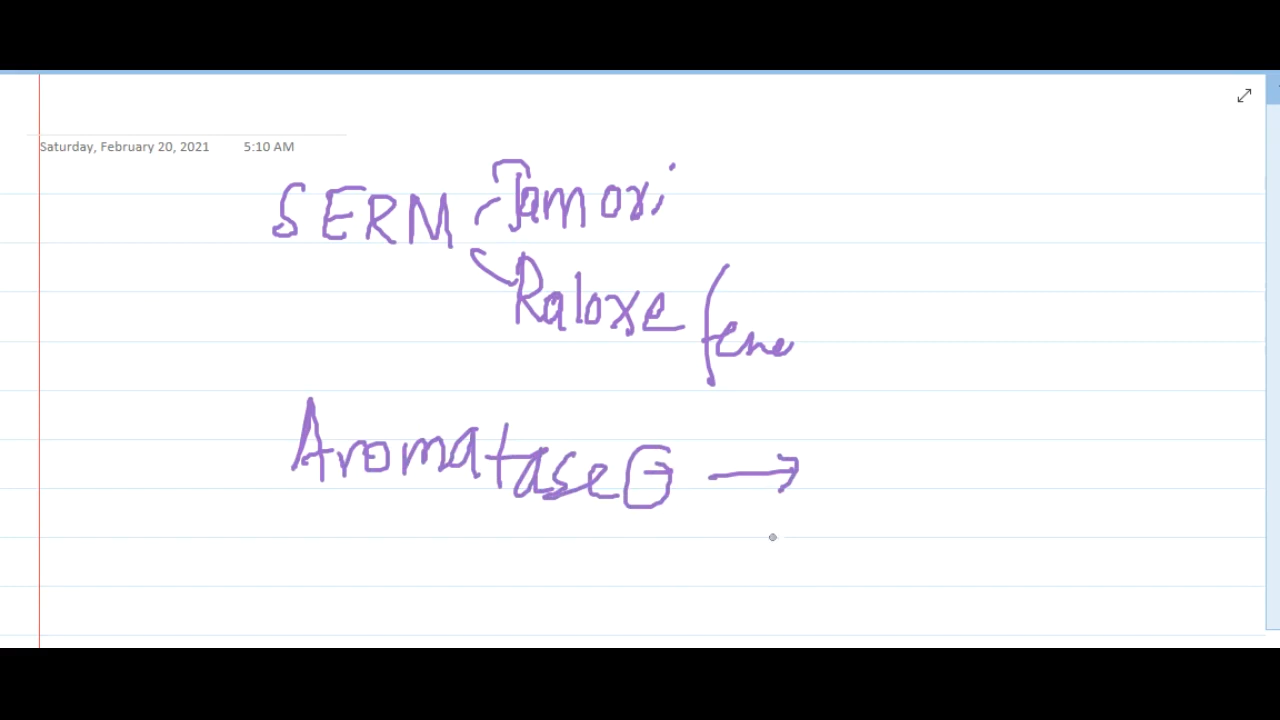 Saturday, February 20, 2021 5:10 AM
SERM Tamoxi
Raloxe fene
Aromatase ⊖ →